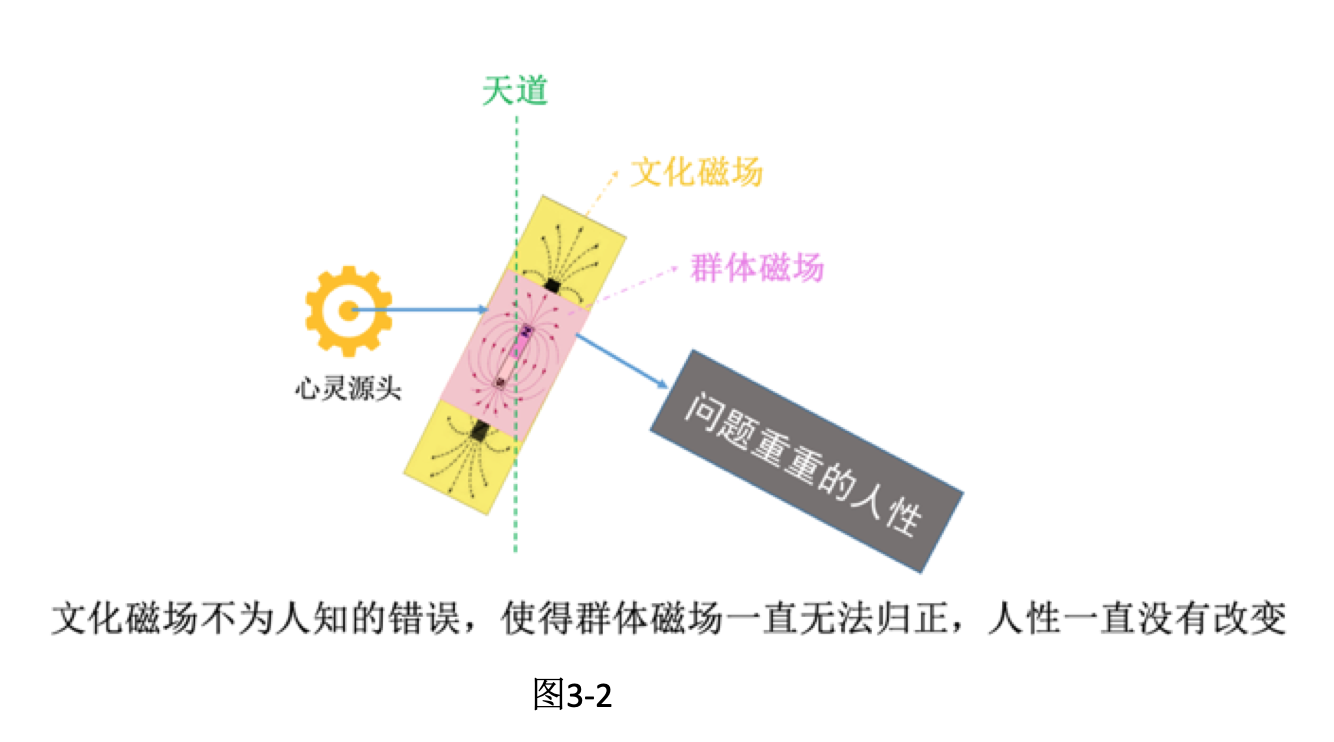 天道
文化磁场
群体磁场
心灵源头
问题重重的人性
文化磁场不为人知的错误，使得群体磁场一直无法归正，人性一直没有改变
图3-2